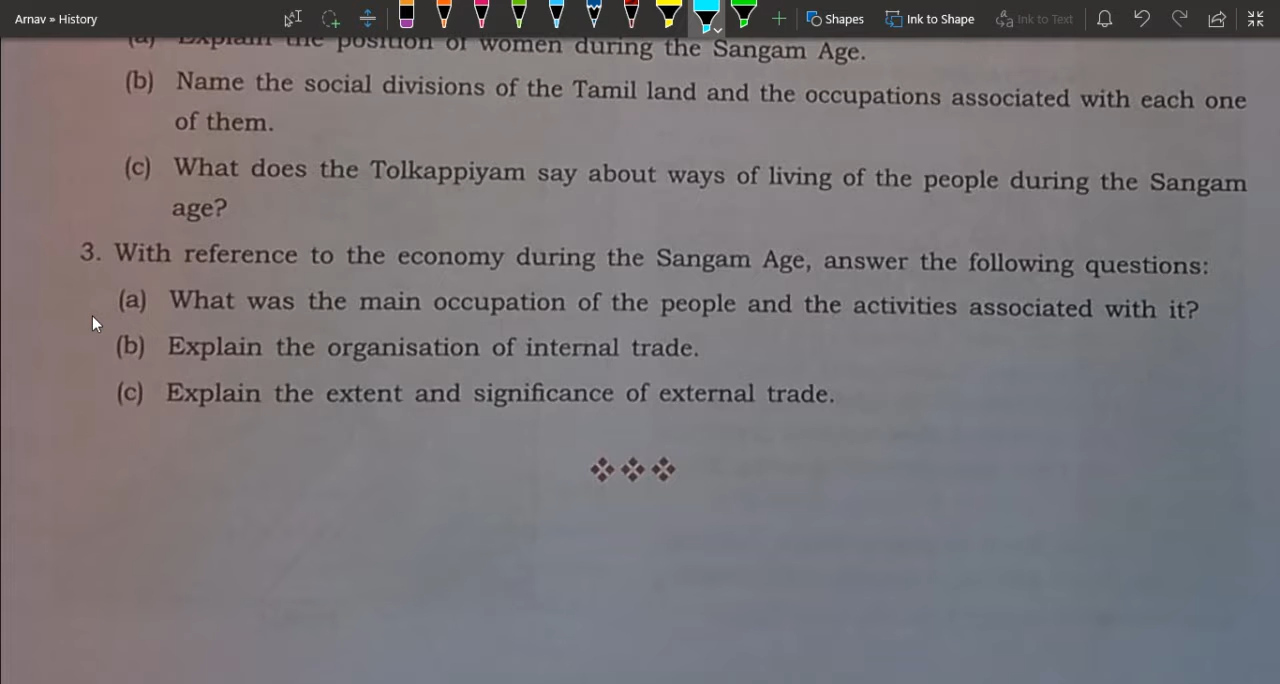 Arnav » History
Shapes
Ink to Shape
Ink to Text
(a) Explain the position of women during the Sangam Age.
(b) Name the social divisions of the Tamil land and the occupations associated with each one
of them.
(c) What does the Tolkappiyam say about ways of living of the people during the Sangam
age?
3. With reference to the economy during the Sangam Age, answer the following questions:
(a) What was the main occupation of the people and the activities associated with it?
(b) Explain the organisation of internal trade.
(c) Explain the extent and significance of external trade.